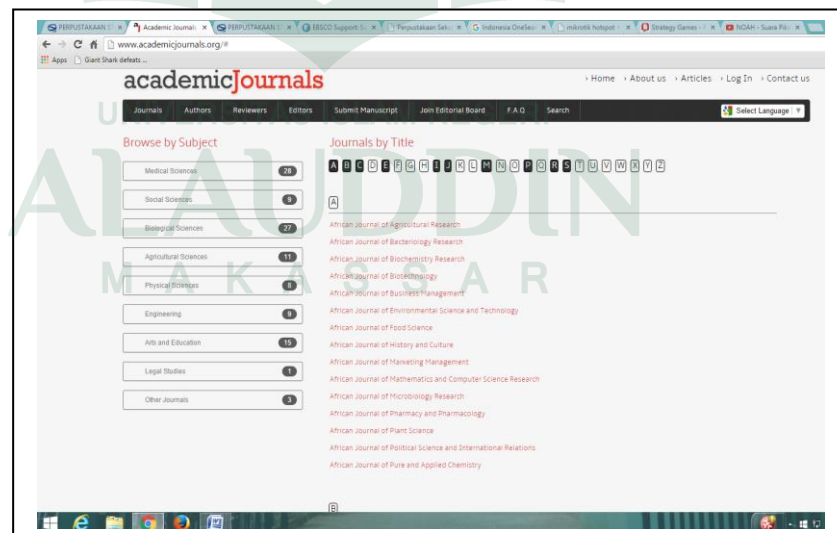 PERPUSTAKAAN S
Academic Journals
PERPUSTAKAAN S
EBSCO Support
Perpustakaan Seko
Indonesia OneSea
mikrotik hotspot
Strategy Games
NOAH - Suara
www.academicjournals.org/#
Apps
Giant Shark defeats ...
academicJournals
Home
About us
Articles
Log In
Contact us
Journals
Authors
Reviewers
Editors
Submit Manuscript
Join Editorial Board
F.A.Q
Search
Select Language
Browse by Subject
Medical Sciences 28
Social Sciences 9
Biological Sciences 27
Agricultural Sciences 11
Physical Sciences 8
Engineering 9
Arts and Education 15
Legal Studies 1
Other Journals 3
Journals by Title
A B C D E F G H I J K L M N O P Q R S T U V W X Y Z
A
African Journal of Agricultural Research
African Journal of Bacteriology Research
African Journal of Biochemistry Research
African Journal of Biotechnology
African Journal of Business Management
African Journal of Environmental Science and Technology
African Journal of Food Science
African Journal of History and Culture
African Journal of Marketing Management
African Journal of Mathematics and Computer Science Research
African Journal of Microbiology Research
African Journal of Pharmacy and Pharmacology
African Journal of Plant Science
African Journal of Political Science and International Relations
African Journal of Pure and Applied Chemistry
B
ALAUDDIN
MAKASSAR